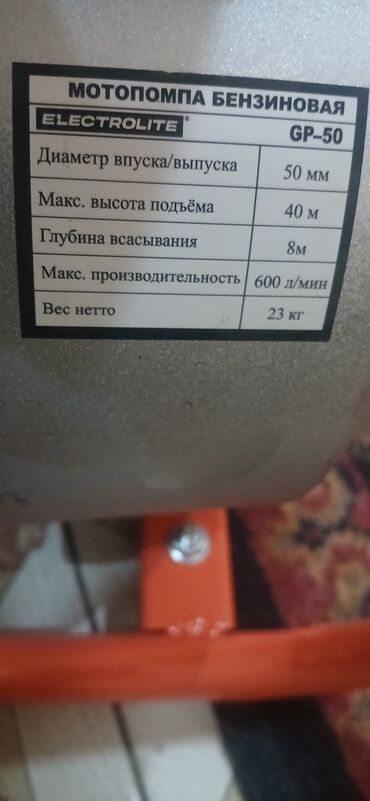 МОТОПОМПА БЕНЗИНОВАЯ
ELECTROLITE® GP-50
Диаметр впуска/выпуска 50 мм
Макс. высота подъёма 40 м
Глубина всасывания 8м
Макс. производительность 600 л/мин
Вес нетто 23 кг